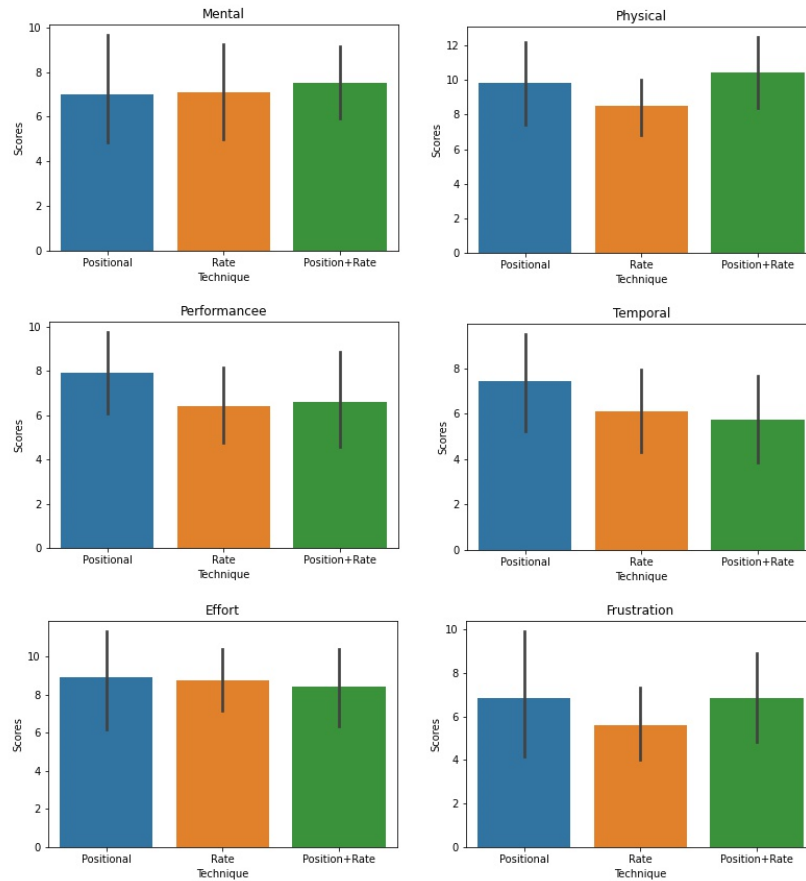 Mental
10
8
6
4
2
0
Scores
Positional Rate Position+Rate
Technique
Physical
12
10
8
6
4
2
0
Scores
Positional Rate Position+Rate
Technique
Performancee
10
8
6
4
2
0
Scores
Positional Rate Position+Rate
Technique
Temporal
8
6
4
2
0
Scores
Positional Rate Position+Rate
Technique
Effort
10
8
6
4
2
0
Scores
Positional Rate Position+Rate
Technique
Frustration
10
8
6
4
2
0
Scores
Positional Rate Position+Rate
Technique